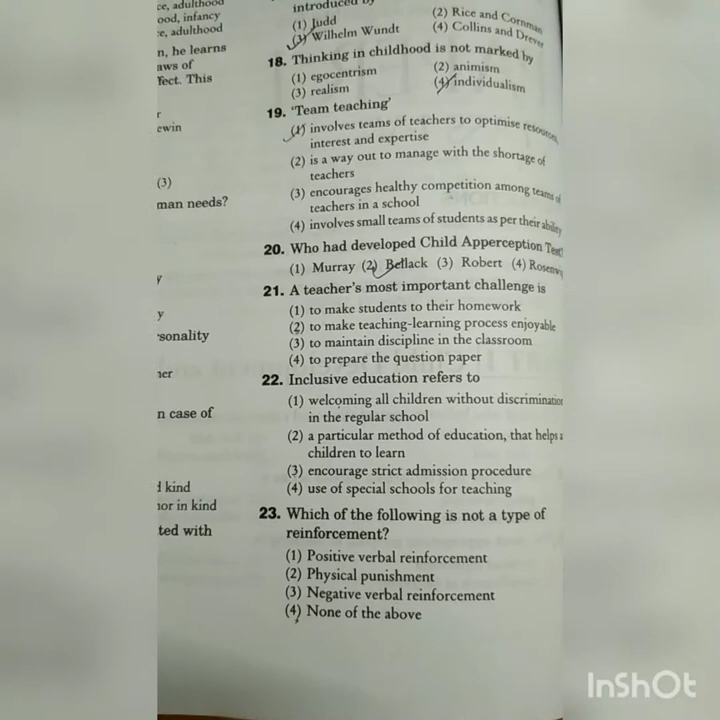 ce, adulthood
ood, infancy
e, adulthood
n, he learns
aws of
fect. This
r
ewin
(3)
man needs?
y
y
sonality
ner
n case of
d kind
nor in kind
ted with
introduced by
(1) Judd (2) Rice and Cornman
(3) Wilhelm Wundt (4) Collins and Drever
18. Thinking in childhood is not marked by
(1) egocentrism (2) animism
(3) realism (4) individualism
19. 'Team teaching'
(1) involves teams of teachers to optimise resources,
interest and expertise
(2) is a way out to manage with the shortage of
teachers
(3) encourages healthy competition among teams of
teachers in a school
(4) involves small teams of students as per their ability
20. Who had developed Child Apperception Test?
(1) Murray (2) Bellack (3) Robert (4)
21. A teacher's most important challenge is
(1) to make students to their homework
(2) to make teaching-learning process enjoyable
(3) to maintain discipline in the classroom
(4) to prepare the question paper
22. Inclusive education refers to
(1) welcoming all children without discrimination
in the regular school
(2) a particular method of education, that helps a
children to learn
(3) encourage strict admission procedure
(4) use of special schools for teaching
23. Which of the following is not a type of
reinforcement?
(1) Positive verbal reinforcement
(2) Physical punishment
(3) Negative verbal reinforcement
(4) None of the above
InShOt